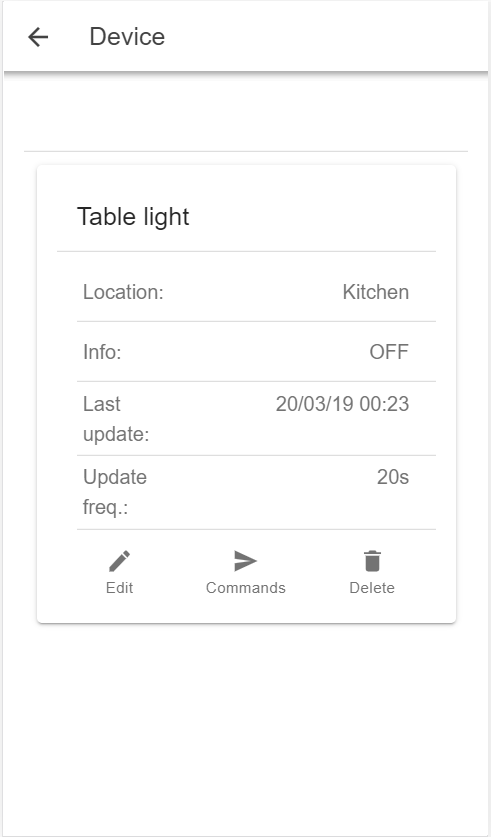 Device
Table light
Location: Kitchen
Info: OFF
Last 20/03/19 00:23
update:
Update 20s
freq.:
Edit Commands Delete